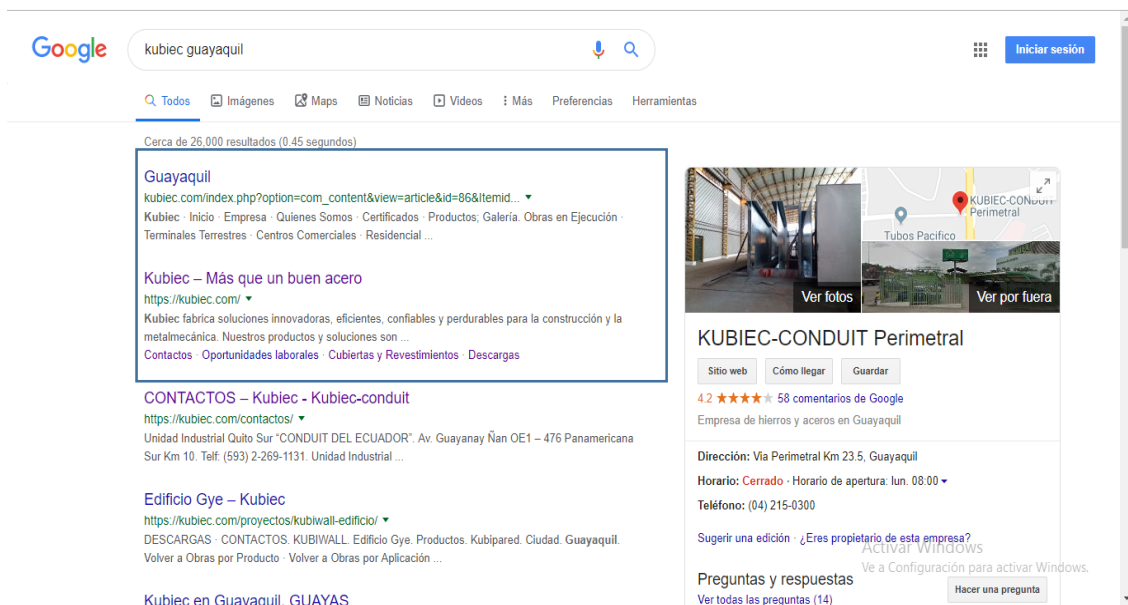 Google
kubiec guayaquil
Iniciar sesión
Todos Imágenes Maps Noticias Videos Más Preferencias Herramientas
Cerca de 26,000 resultados (0.45 segundos)
Guayaquil
kubiec.com/index.php?option=com_content&view=article&id=86&Itemid...
Kubiec · Inicio · Empresa · Quienes Somos · Certificados · Productos; Galería. Obras en Ejecución ·
Terminales Terrestres · Centros Comerciales · Residencial ...
Kubiec – Más que un buen acero
https://kubiec.com/
Kubiec fabrica soluciones innovadoras, eficientes, confiables y perdurables para la construcción y la
metalmecánica. Nuestros productos y soluciones son ...
Contactos · Oportunidades laborales · Cubiertas y Revestimientos · Descargas
CONTACTOS – Kubiec - Kubiec-conduit
https://kubiec.com/contactos/
Unidad Industrial Quito Sur “CONDUIT DEL ECUADOR”. Av. Guayanay Ñan OE1 – 476 Panamericana
Sur Km 10. Telf: (593) 2-269-1131. Unidad Industrial ...
Edificio Gye – Kubiec
https://kubiec.com/proyectos/kubiwall-edificio/
DESCARGAS · CONTACTOS. KUBIWALL. Edificio Gye. Productos. Kubipared. Ciudad. Guayaquil.
Volver a Obras por Producto · Volver a Obras por Aplicación ...
Kubiec en Guayaquil, GUAYAS
KUBIEC-CONDUIT
Perimetral
Tubos Pacifico
Ver fotos
Ver por fuera
KUBIEC-CONDUIT Perimetral
Sitio web Cómo llegar Guardar
4.2 58 comentarios de Google
Empresa de hierros y aceros en Guayaquil
Dirección: Via Perimetral Km 23.5, Guayaquil
Horario: Cerrado · Horario de apertura: lun. 08:00
Teléfono: (04) 215-0300
Sugerir una edición · ¿Eres propietario de esta empresa?
Activar Windows
Ve a Configuración para activar Windows.
Preguntas y respuestas
Hacer una pregunta
Ver todas las preguntas (14)